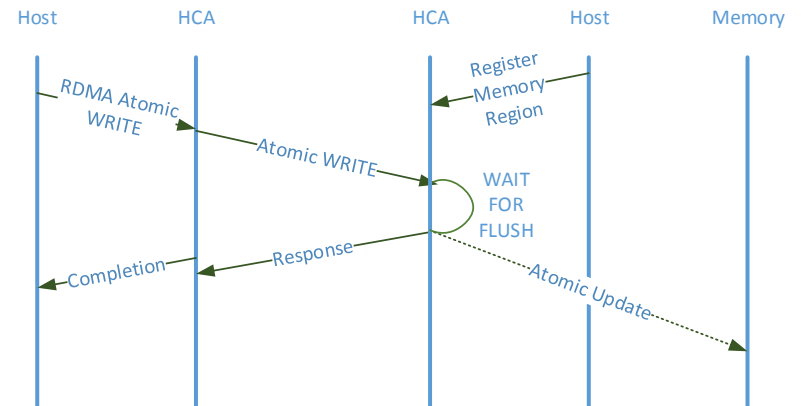 Host
HCA
HCA
Host
Memory
Register
Memory
Region
RDMA Atomic
WRITE
Atomic WRITE
WAIT
FOR
FLUSH
Response
Completion
Atomic Update